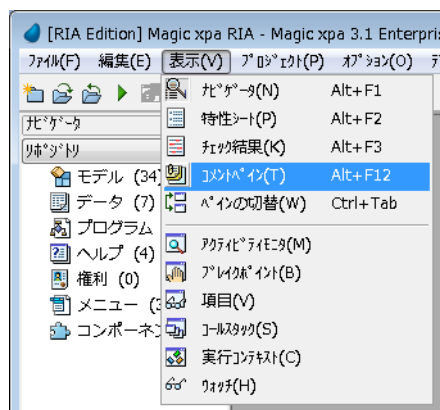 [RIA Edition] Magic xpa RIA - Magic xpa 3.1 Enterpri
ﾌｧｲﾙ(F) 編集(E) 表示(V) ﾌﾟﾛｼﾞｪｸﾄ(P) ｵﾌﾟｼｮﾝ(O)
ﾅﾋﾞｹﾞｰﾀ
ﾘﾎﾟｼﾞﾄﾘ
モデル (34)
データ (7)
プログラム
ヘルプ (4)
権利 (0)
メニュー (3
コンポーネン
ﾅﾋﾞｹﾞｰﾀ(N) Alt+F1
特性ｼｰﾄ(P) Alt+F2
ﾁｪｯｸ結果(K) Alt+F3
ｺﾒﾝﾄﾍﾟｲﾝ(T) Alt+F12
ﾍﾟｲﾝの切替(W) Ctrl+Tab
ｱｸﾃｨﾋﾞﾃｨﾓﾆﾀ(M)
ﾌﾞﾚｲｸﾎﾟｲﾝﾄ(B)
項目(V)
ｺｰﾙｽﾀｯｸ(S)
実行ｺﾝﾃｷｽﾄ(C)
ｳｫｯﾁ(H)